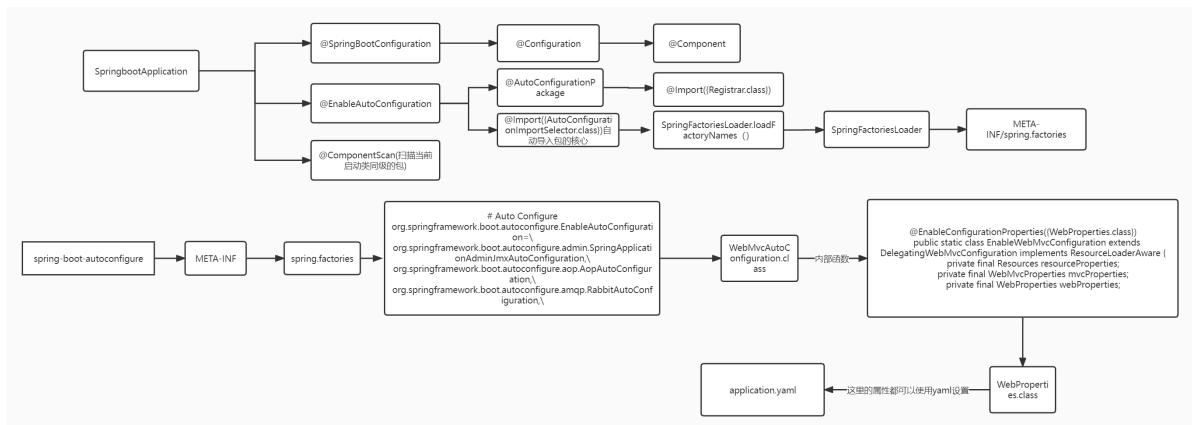 SpringbootApplication
@SpringBootConfiguration
@Configuration
@Component
@EnableAutoConfiguration
@AutoConfigurationP
ackage
@Import({Registrar.class})
@Import({AutoConfigurati
onImportSelector.class})自
动导入包的核心
SpringFactoriesLoader.loadF
actoryNames（）
SpringFactoriesLoader
META-
INF/spring.factories
@ComponentScan(扫描当前
启动类同级的包)
spring-boot-autoconfigure
META-INF
spring.factories
# Auto Configure
org.springframework.boot.autoconfigure.EnableAutoConfigurati
on=\
org.springframework.boot.autoconfigure.admin.SpringApplicati
onAdminJmxAutoConfiguration,\
org.springframework.boot.autoconfigure.aop.AopAutoConfigur
ation,\
org.springframework.boot.autoconfigure.amqp.RabbitAutoConf
iguration,\
WebMvcAutoC
onfiguration.cl
ass
内部函数
@EnableConfigurationProperties({WebProperties.class})
public static class EnableWebMvcConfiguration extends
DelegatingWebMvcConfiguration implements ResourceLoaderAware {
private final Resources resourceProperties;
private final WebMvcProperties mvcProperties;
private final WebProperties webProperties;
WebProperti
es.class
这里的属性都可以使用yaml设置
application.yaml